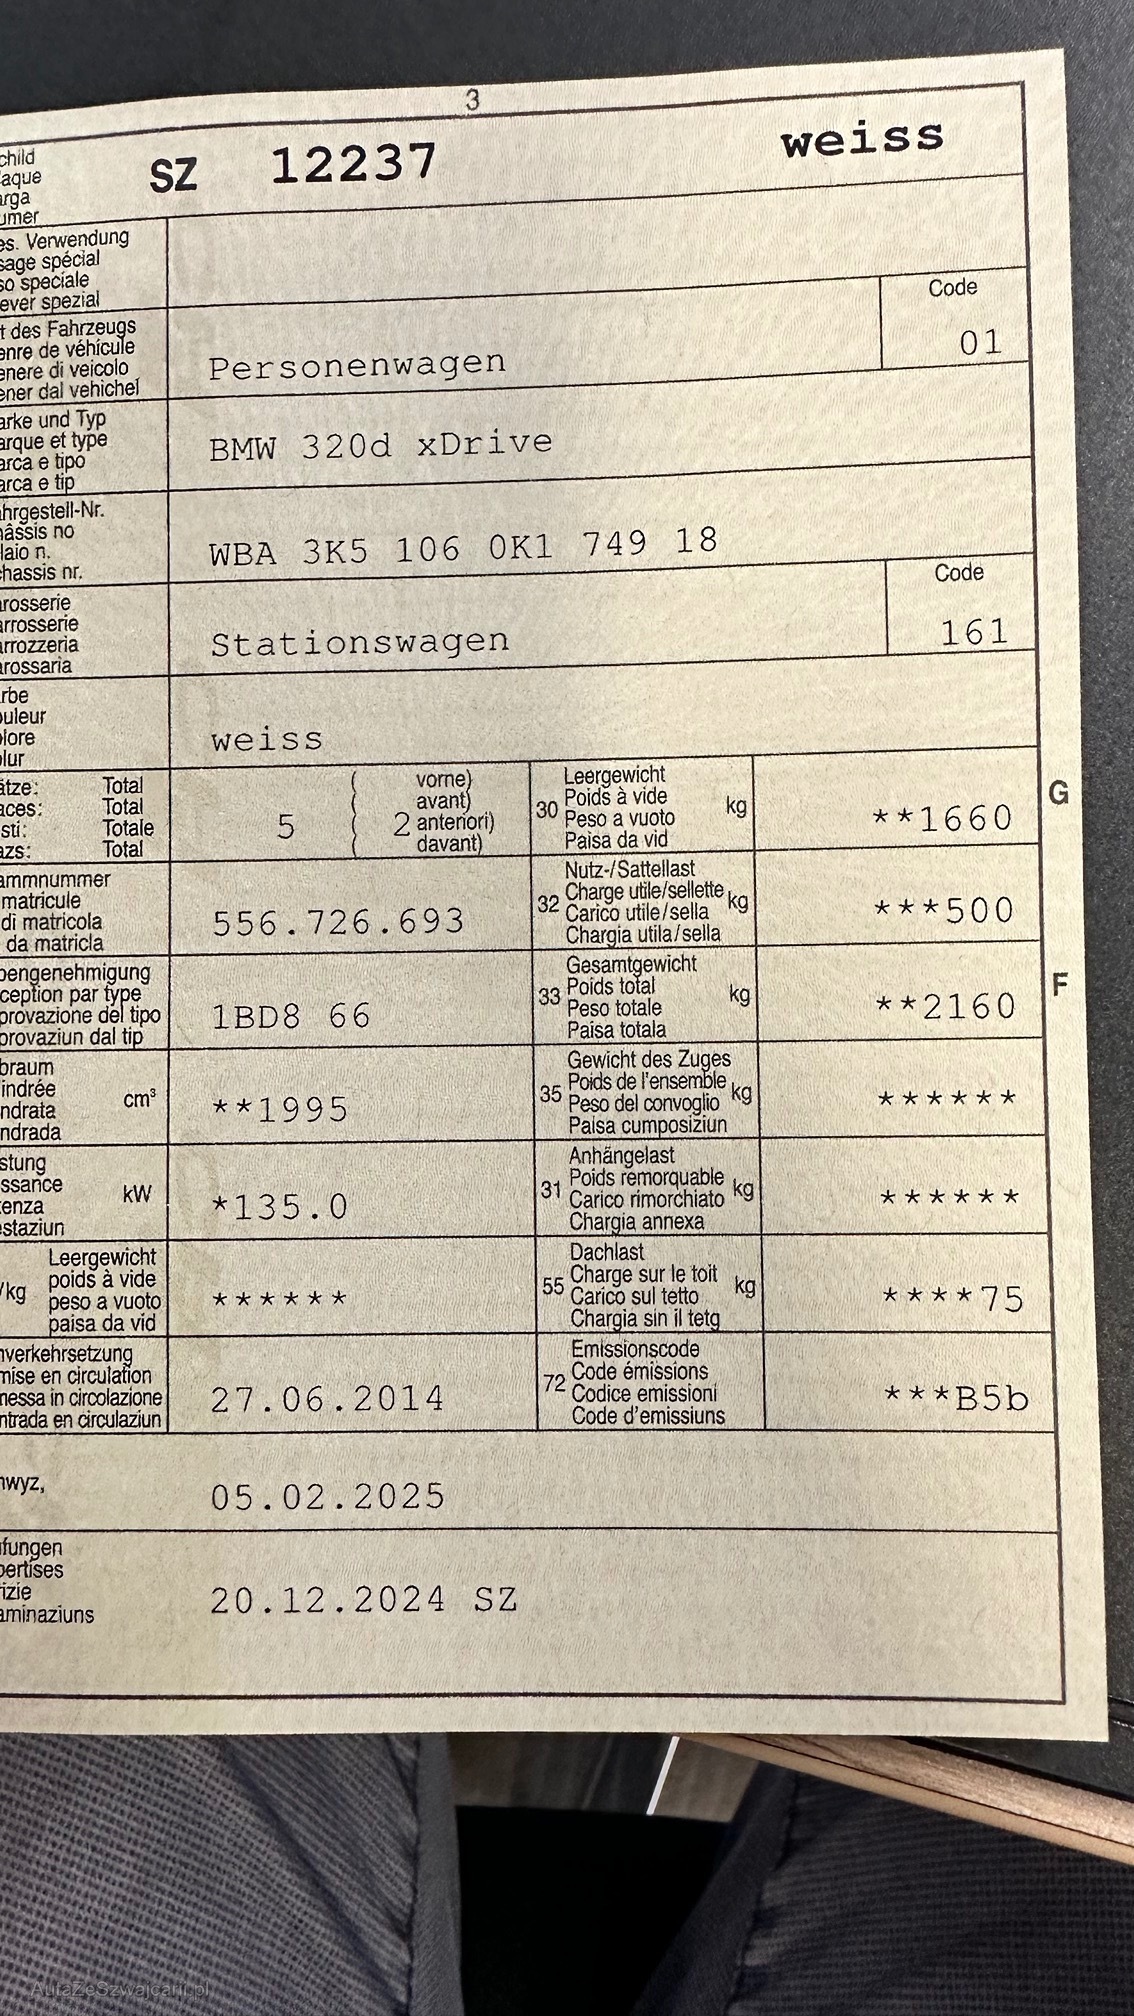 3
child
aque
arga
umer
SZ 12237 weiss
es. Verwendung
sage spécial
so speciale
ever spezial
t des Fahrzeugs
enre de véhicule
enere di veicolo
ener dal vehichel
Personenwagen
Code
01
arke und Typ
arque et type
arca e tipo
arca e tip
BMW 320d xDrive
hrgestell-Nr.
hâssis no
laio n.
hassis nr.
WBA 3K5 106 0K1 749 18
arosserie
arrosserie
arrozzeria
arossaria
Stationswagen
Code
161
rbe
ouleur
lore
lur
weiss
ätze: Total
aces: Total
sti: Totale
azs: Total
5
2
vorne)
avant)
anteriori)
davant)
30
Leergewicht
Poids à vide
Peso a vuoto
Paisa da vid
kg
**1660
G
ammnummer
matricule
di matricola
da matricla
556.726.693
32
Nutz-/Sattellast
Charge utile/sellette
Carico utile/sella
Chargia utila/sella
kg
***500
pengenehmigung
ception par type
provazione del tipo
provaziun dal tip
1BD8 66
33
Gesamtgewicht
Poids total
Peso totale
Paisa totala
kg
**2160
F
braum
indrée
ndrata
ndrada
cm³
**1995
35
Gewicht des Zuges
Poids de l'ensemble
Peso del convoglio
Paisa cumposiziun
kg
******
stung
ssance
enza
estaziun
kW
*135.0
31
Anhängelast
Poids remorquable
Carico rimorchiato
Chargia annexa
kg
******
/kg
Leergewicht
poids à vide
peso a vuoto
paisa da vid
******
55
Dachlast
Charge sur le toit
Carico sul tetto
Chargia sin il tetg
kg
****75
nverkehrsetzung
mise en circulation
messa in circolazione
ntrada en circulaziun
27.06.2014
72
Emissionscode
Code émissions
Codice emissioni
Code d'emissiuns
***B5b
hwyz,
05.02.2025
üfungen
pertises
rizie
aminaziuns
20.12.2024 SZ
AutaZeSzwajcarii.pl